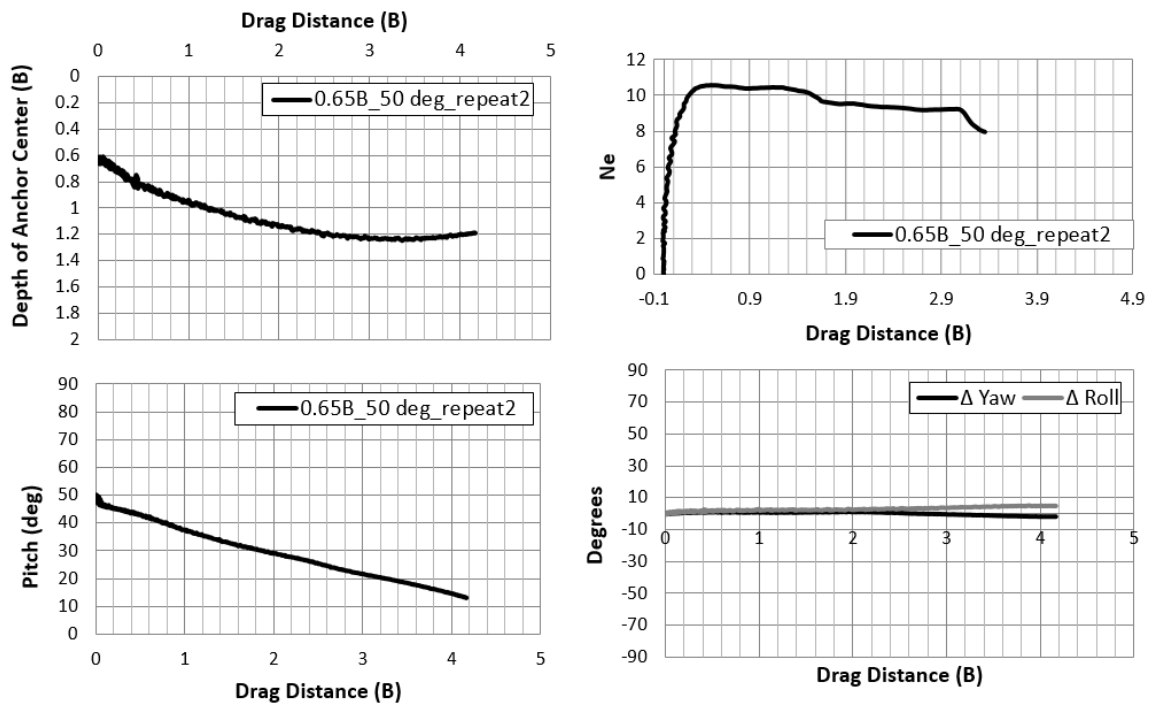 Drag Distance (B)
0 1 2 3 4 5
0
0.2
0.4
0.6
0.8
1
1.2
1.4
1.6
1.8
2
Depth of Anchor Center (B)
0.65B_50 deg_repeat2
12
10
8
6
4
2
0
Ne
0.65B_50 deg_repeat2
-0.1 0.9 1.9 2.9 3.9 4.9
Drag Distance (B)
90
80
70
60
50
40
30
20
10
0
Pitch (deg)
0.65B_50 deg_repeat2
0 1 2 3 4 5
Drag Distance (B)
90
70
50
30
10
-10
-30
-50
-70
-90
Degrees
Δ Yaw Δ Roll
0 1 2 3 4 5
Drag Distance (B)